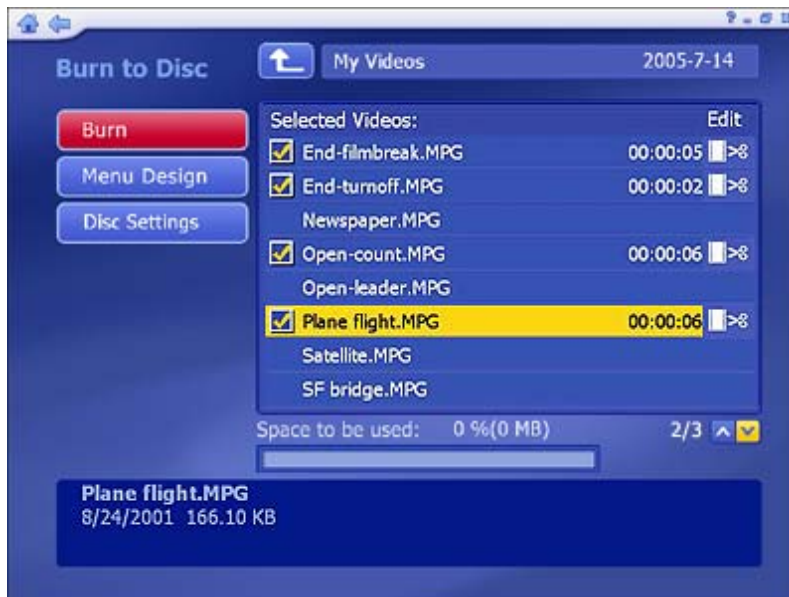 Burn to Disc
My Videos 2005-7-14
Burn
Menu Design
Disc Settings
Selected Videos: Edit
End-filmbreak.MPG 00:00:05
End-turnoff.MPG 00:00:02
Newspaper.MPG
Open-count.MPG 00:00:06
Open-leader.MPG
Plane flight.MPG 00:00:06
Satellite.MPG
SF bridge.MPG
Space to be used: 0 %(0 MB) 2/3
Plane flight.MPG
8/24/2001 166.10 KB